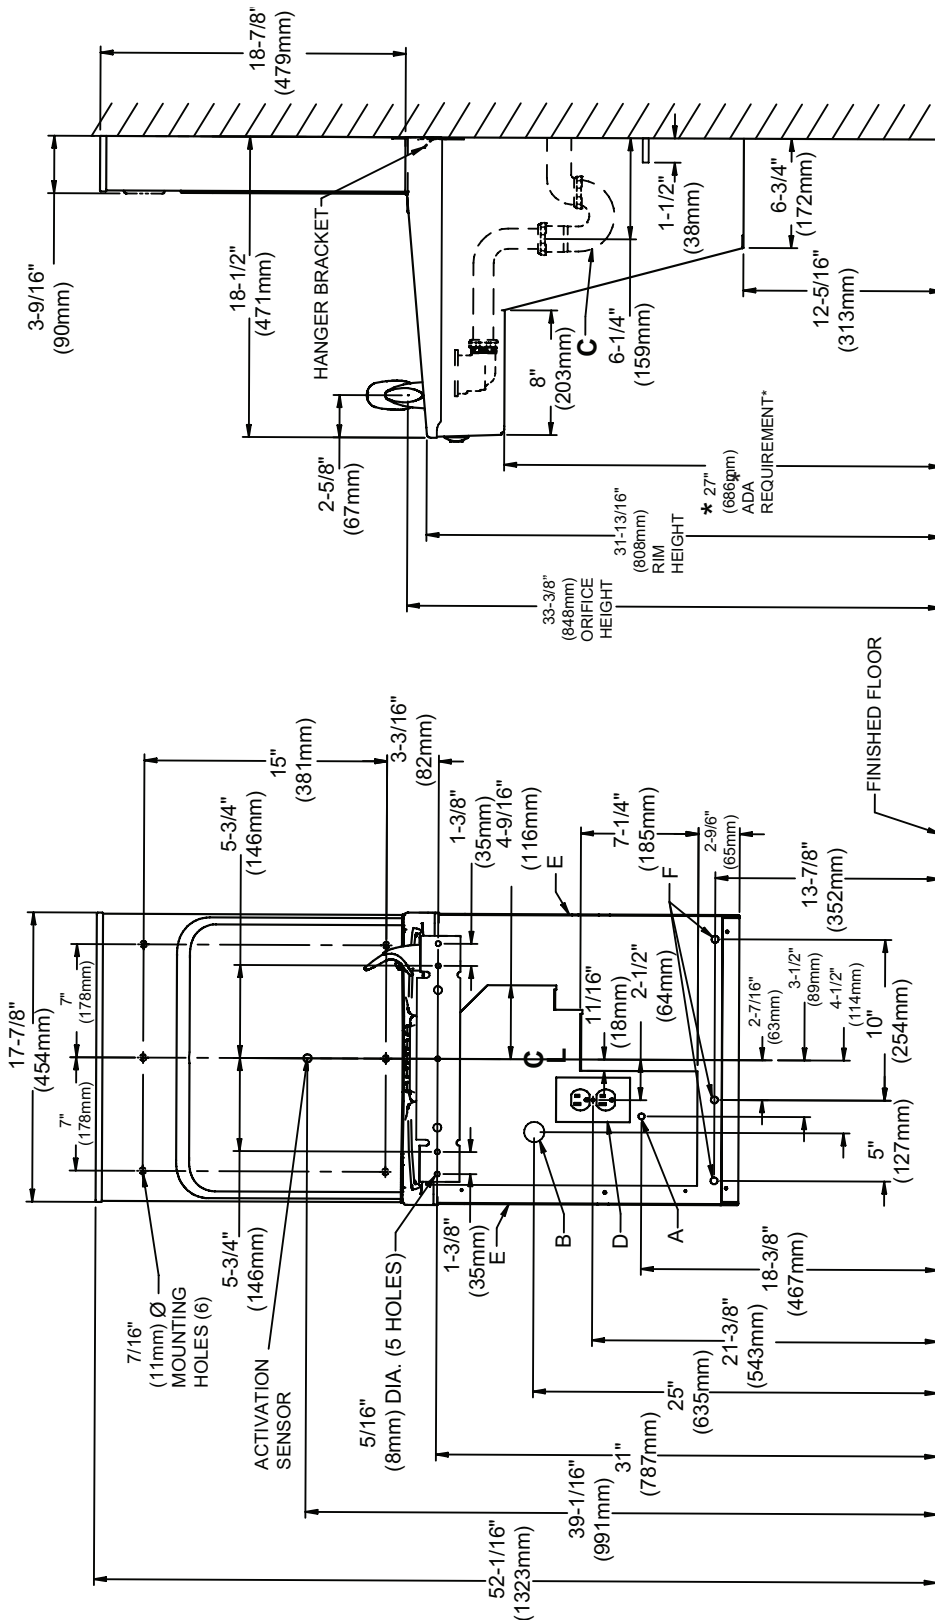 18-7/8"
(479mm)
3-9/16"
(90mm)
18-1/2"
(471mm)
HANGER BRACKET
2-5/8"
(67mm)
1-1/2"
(38mm)
6-3/4"
(172mm)
C
6-1/4"
(159mm)
8"
(203mm)
12-5/16"
(313mm)
* 27"
(686mm)*
ADA
REQUIREMENT*
31-13/16"
(808mm)
RIM
HEIGHT
33-3/8"
(848mm)
ORIFICE
HEIGHT
FINISHED FLOOR
17-7/8"
(454mm)
7"
(178mm)
7"
(178mm)
15"
(381mm)
5-3/4"
(146mm)
3-3/16"
(82mm)
1-3/8"
(35mm)
4-9/16"
(116mm)
E
7-1/4"
(185mm)
2-9/6"
(65mm)
F
13-7/8"
(352mm)
CL
11/16"
(18mm)
2-1/2"
(64mm)
2-7/16"
(63mm)
3-1/2"
(89mm)
4-1/2"
(114mm)
10"
(254mm)
5"
(127mm)
7/16"
(11mm) Ø
MOUNTING
HOLES (6)
5-3/4"
(146mm)
ACTIVATION
SENSOR
5/16"
(8mm) DIA. (5 HOLES)
1-3/8"
(35mm)
E
B
D
A
18-3/8"
(467mm)
21-3/8"
(543mm)
25"
(635mm)
31"
(787mm)
39-1/16"
(991mm)
52-1/16"
(1323mm)